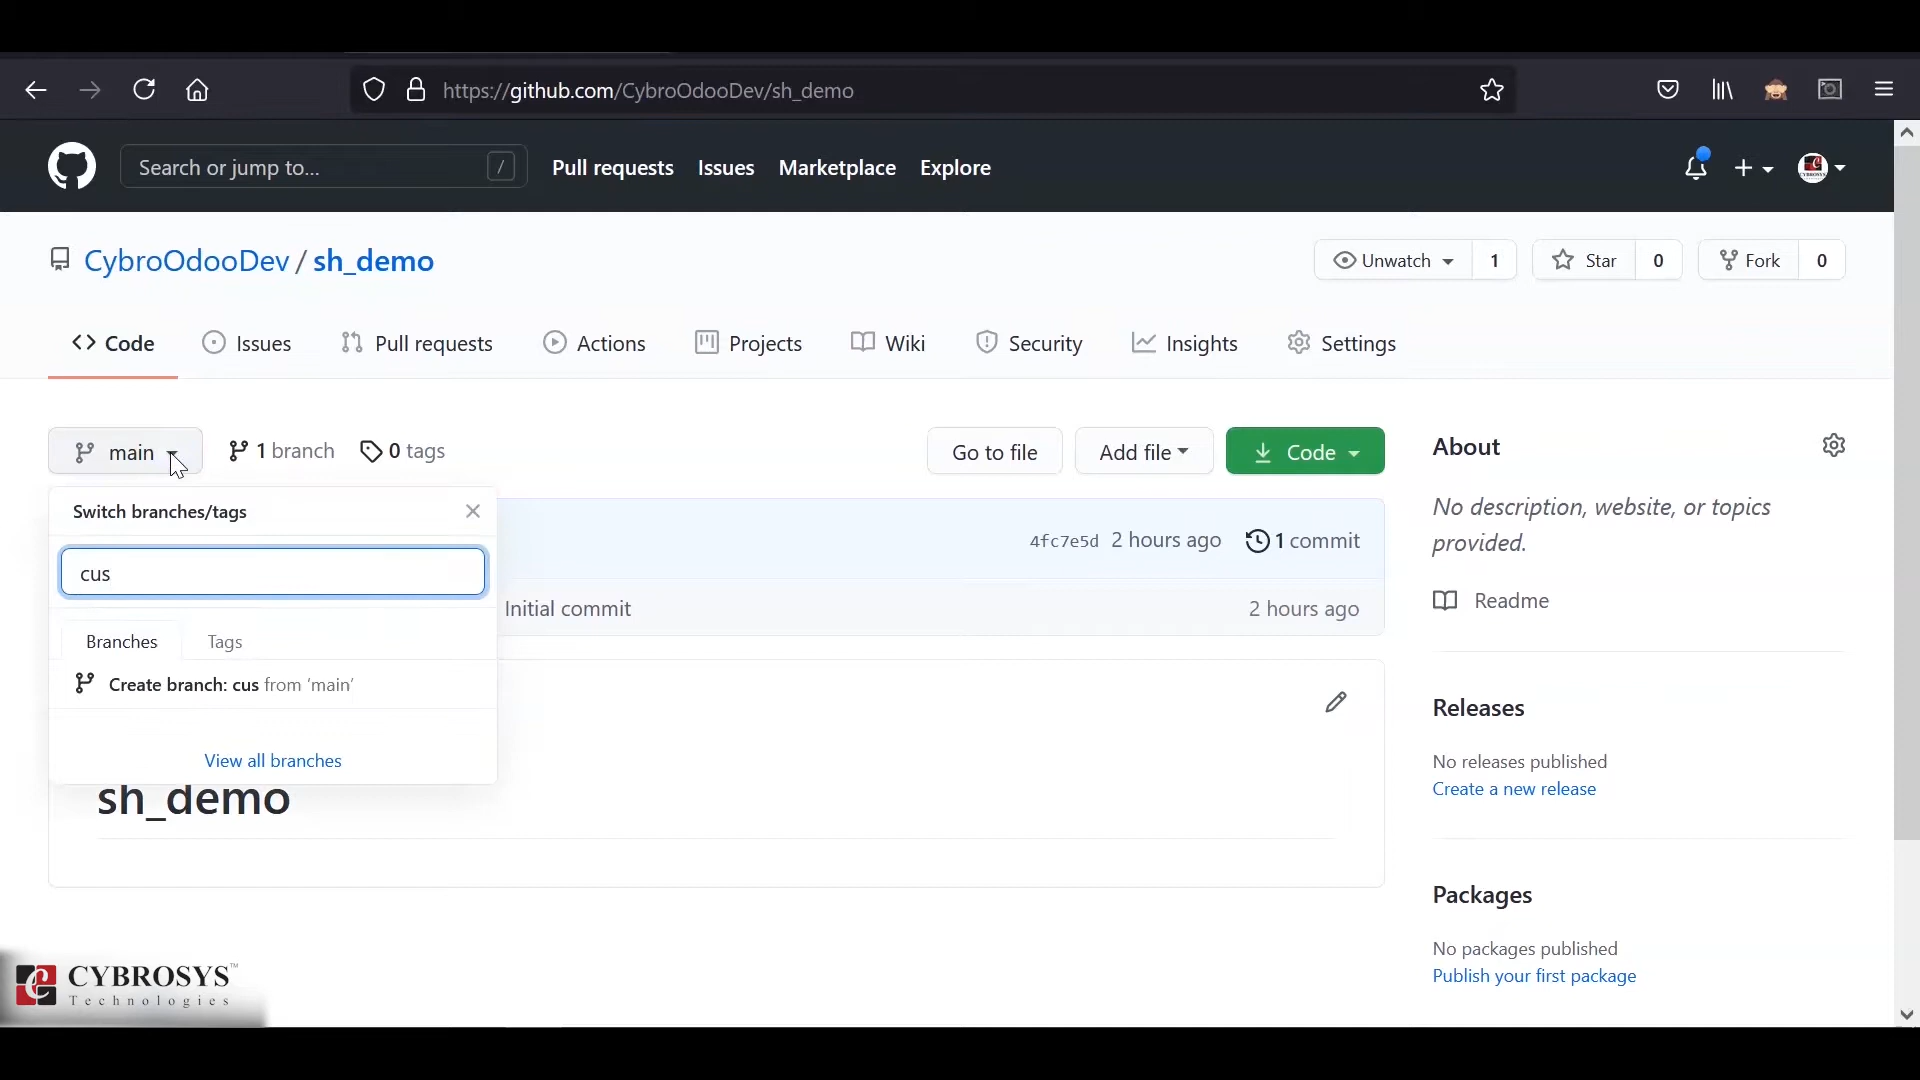 https://github.com/CybroOdooDev/sh_demo
Search or jump to... /
Pull requests Issues Marketplace Explore
CybroOdooDev / sh_demo
Unwatch 1 Star 0 Fork 0
Code Issues Pull requests Actions Projects Wiki Security Insights Settings
main 1 branch 0 tags Go to file Add file Code
About
No description, website, or topics
provided.
Readme
Switch branches/tags
cus
Branches Tags
Create branch: cus from 'main'
View all branches
4fc7e5d 2 hours ago 1 commit
Initial commit 2 hours ago
sh_demo
Releases
No releases published
Create a new release
Packages
No packages published
Publish your first package
CYBROSYS™
Technologies